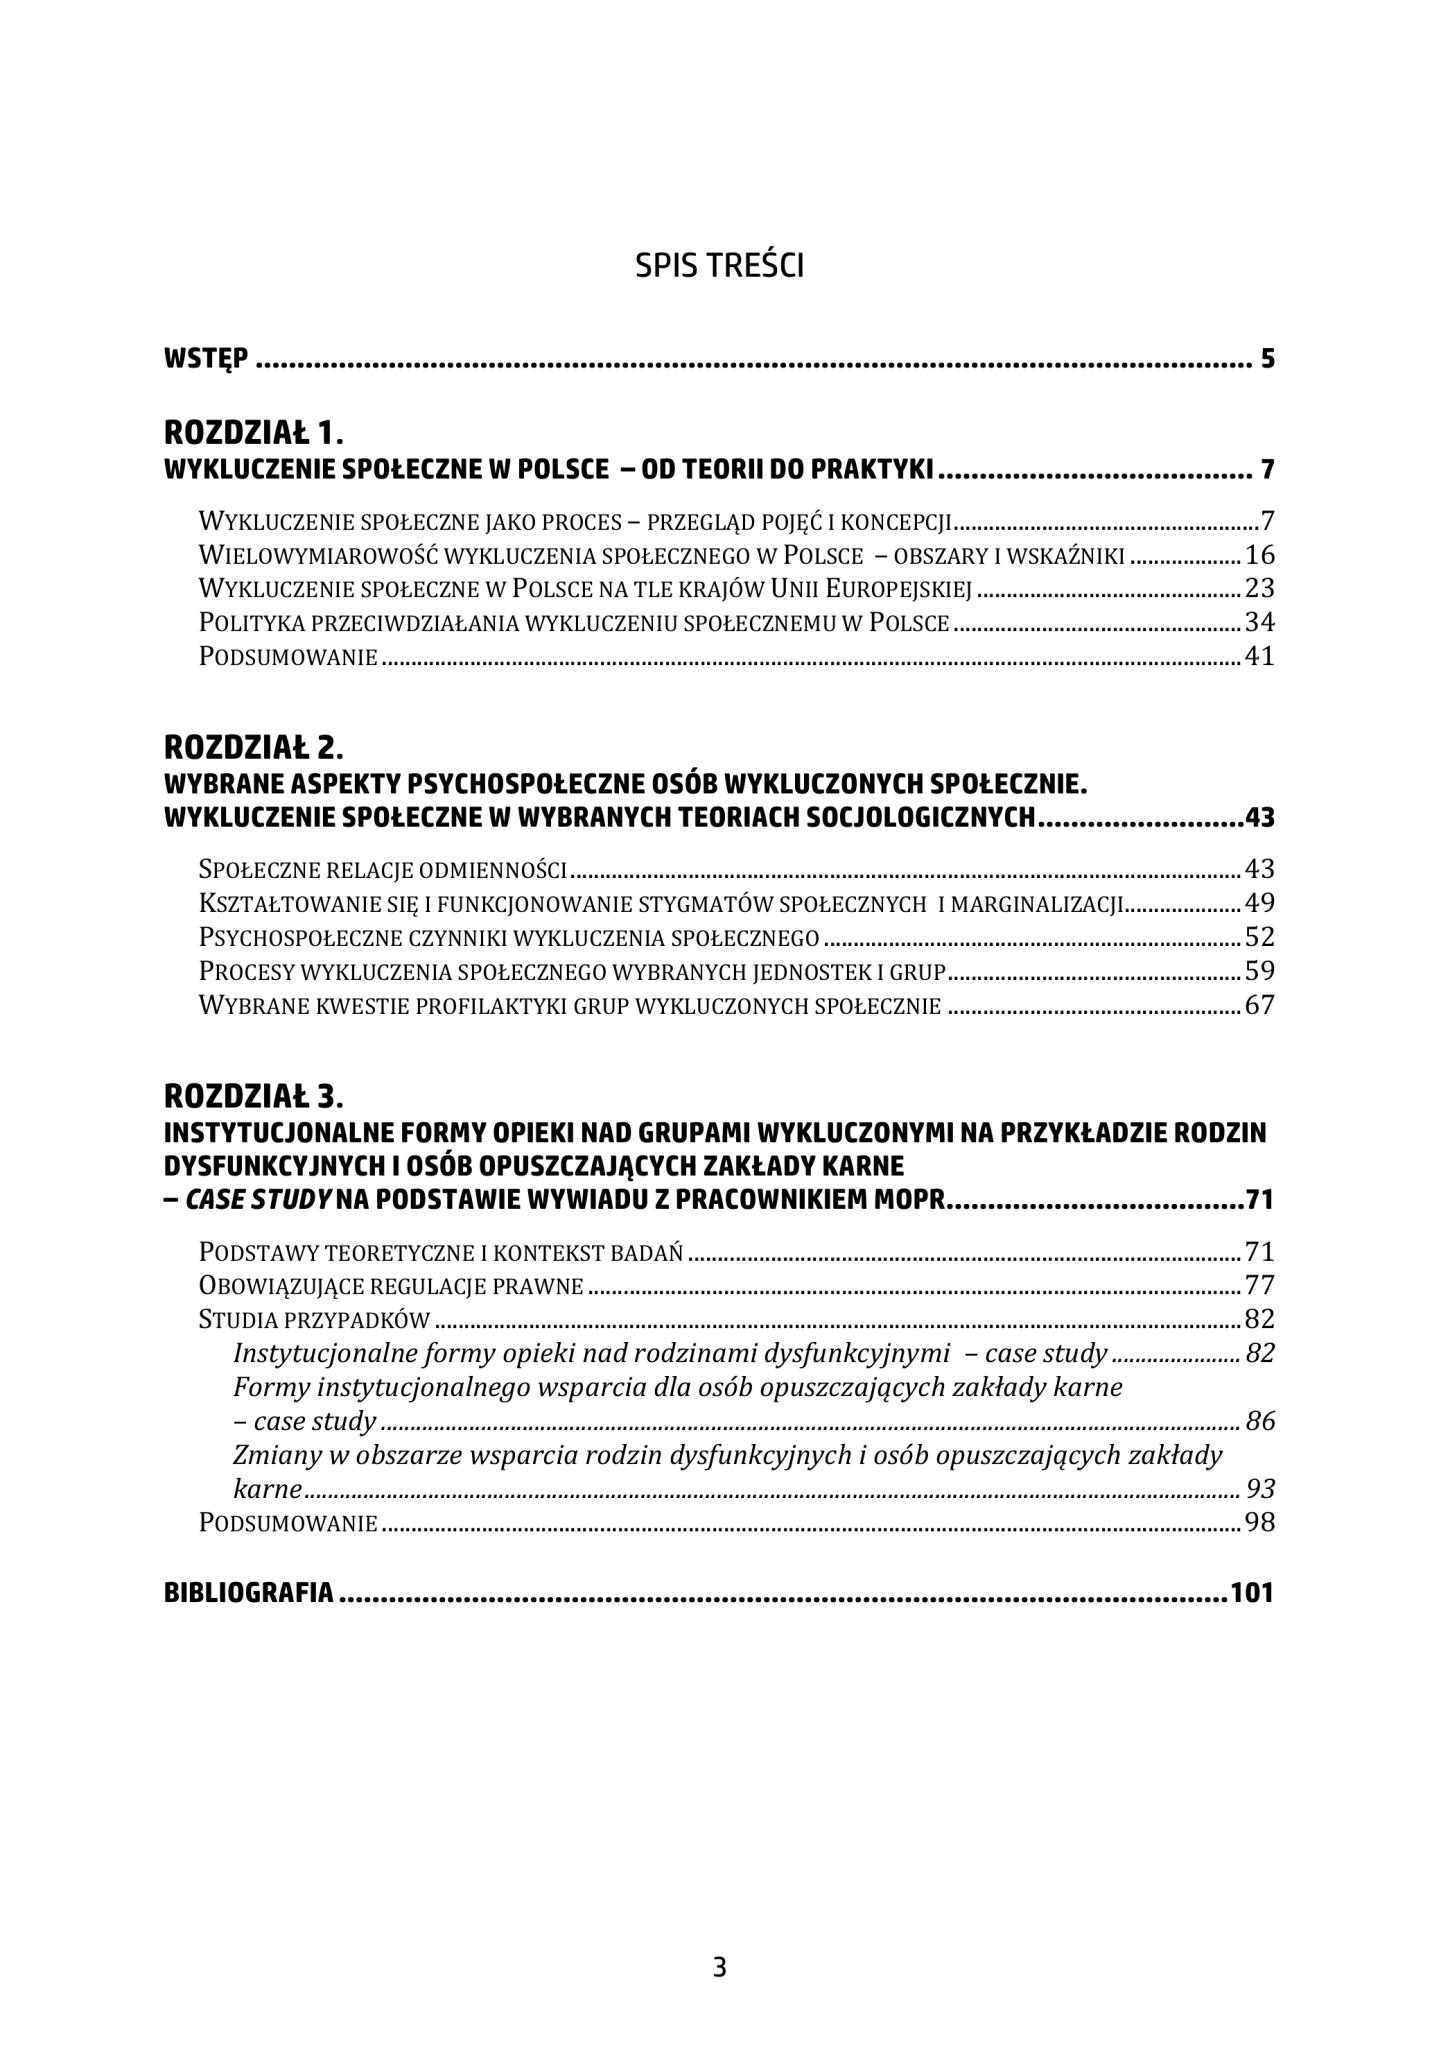 SPIS TREŚCI
WSTĘP ........................................................................................................................ 5
ROZDZIAŁ 1.
WYKLUCZENIE SPOŁECZNE W POLSCE – OD TEORII DO PRAKTYKI ...................................... 7
WYKLUCZENIE SPOŁECZNE JAKO PROCES – PRZEGLĄD POJĘĆ I KONCEPCJI....................................................7
WIELOWYMIAROWOŚĆ WYKLUCZENIA SPOŁECZNEGO W POLSCE – OBSZARY I WSKAŹNIKI ...................16
WYKLUCZENIE SPOŁECZNE W POLSCE NA TLE KRAJÓW UNII EUROPEJSKIEJ .............................................23
POLITYKA PRZECIWDZIAŁANIA WYKLUCZENIU SPOŁECZNEMU W POLSCE .................................................34
PODSUMOWANIE ..................................................................................................................................................41
ROZDZIAŁ 2.
WYBRANE ASPEKTY PSYCHOSPOŁECZNE OSÓB WYKLUCZONYCH SPOŁECZNIE.
WYKLUCZENIE SPOŁECZNE W WYBRANYCH TEORIACH SOCJOLOGICZNYCH.........................43
SPOŁECZNE RELACJE ODMIENNOŚCI..................................................................................................................43
KSZTAŁTOWANIE SIĘ I FUNKCJONOWANIE STYGMATÓW SPOŁECZNYCH I MARGINALIZACJI....................49
PSYCHOSPOŁECZNE CZYNNIKI WYKLUCZENIA SPOŁECZNEGO .......................................................................52
PROCESY WYKLUCZENIA SPOŁECZNEGO WYBRANYCH JEDNOSTEK I GRUP..................................................59
WYBRANE KWESTIE PROFILAKTYKI GRUP WYKLUCZONYCH SPOŁECZNIE ..................................................67
ROZDZIAŁ 3.
INSTYTUCJONALNE FORMY OPIEKI NAD GRUPAMI WYKLUCZONYMI NA PRZYKŁADZIE RODZIN
DYSFUNKCYJNYCH I OSÓB OPUSZCZAJĄCYCH ZAKŁADY KARNE
– CASE STUDY NA PODSTAWIE WYWIADU Z PRACOWNIKIEM MOPR....................................71
PODSTAWY TEORETYCZNE I KONTEKST BADAŃ ..............................................................................................71
OBOWIĄZUJĄCE REGULACJE PRAWNE ...............................................................................................................77
STUDIA PRZYPADKÓW .........................................................................................................................................82
Instytucjonalne formy opieki nad rodzinami dysfunkcyjnymi – case study ...................... 82
Formy instytucjonalnego wsparcia dla osób opuszczających zakłady karne
– case study ................................................................................................................................................ 86
Zmiany w obszarze wsparcia rodzin dysfunkcyjnych i osób opuszczających zakłady
karne............................................................................................................................................................. 93
PODSUMOWANIE ..................................................................................................................................................98
BIBLIOGRAFIA ...........................................................................................................101
3